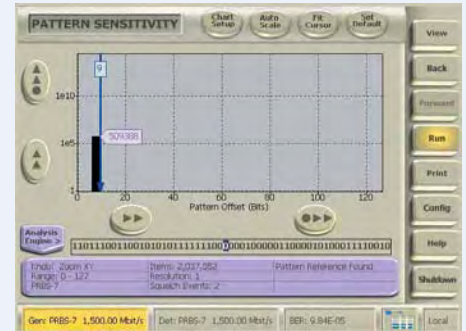 PATTERN SENSITIVITY
Chart Setup
Auto Scale
Fit Cursor
Set Default
View
Back
Forward
Run
Print
Config
Help
Shutdown
9
1e10
1e5
1
509388
20 40 60 80 100 120
Pattern Offset (Bits)
Analysis Engine >
Knob: Zoom XY
Range: 0 - 127
PRBS-7
Items: 2,037,552
Resolution: 1
Squelch Events: 2
Pattern Reference Found
Gen: PRBS-7 1,500.00 Mbit/s
Det: PRBS-7 1,500.00 Mbit/s
BER: 9.84E-05
Local